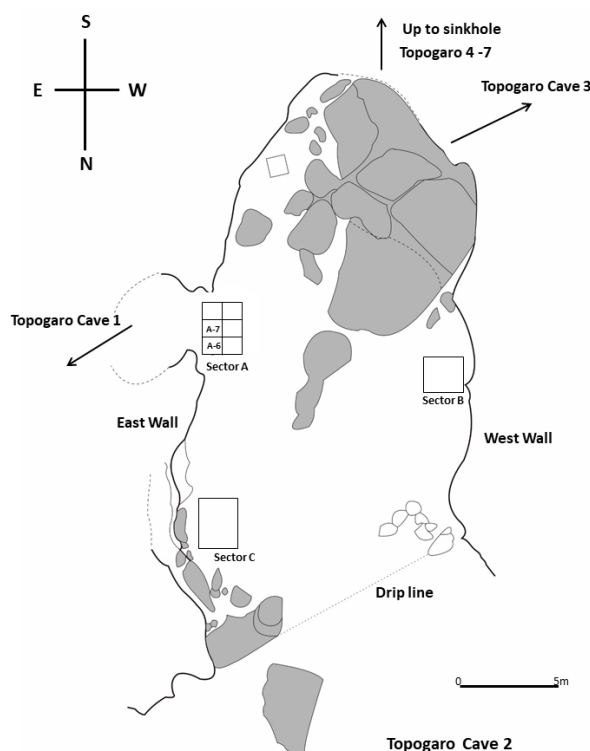 S
E W
N
Up to sinkhole
Topogaro 4 -7
Topogaro Cave 3
Topogaro Cave 1
A-7
A-6
Sector A
Sector B
East Wall
West Wall
Sector C
Drip line
0 5m
Topogaro Cave 2